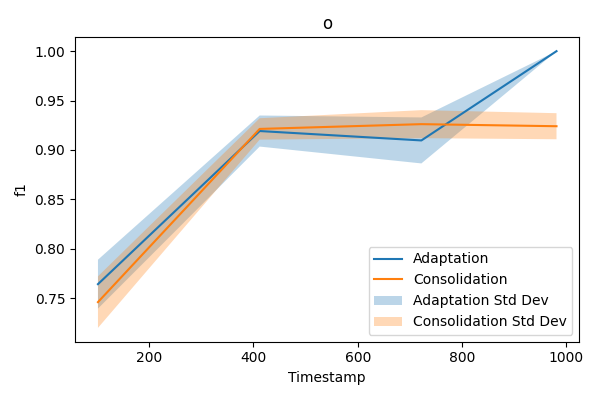 o
1.00
0.95
0.90
0.85
0.80
0.75
f1
200
400
600
800
1000
Timestamp
Adaptation
Consolidation
Adaptation Std Dev
Consolidation Std Dev